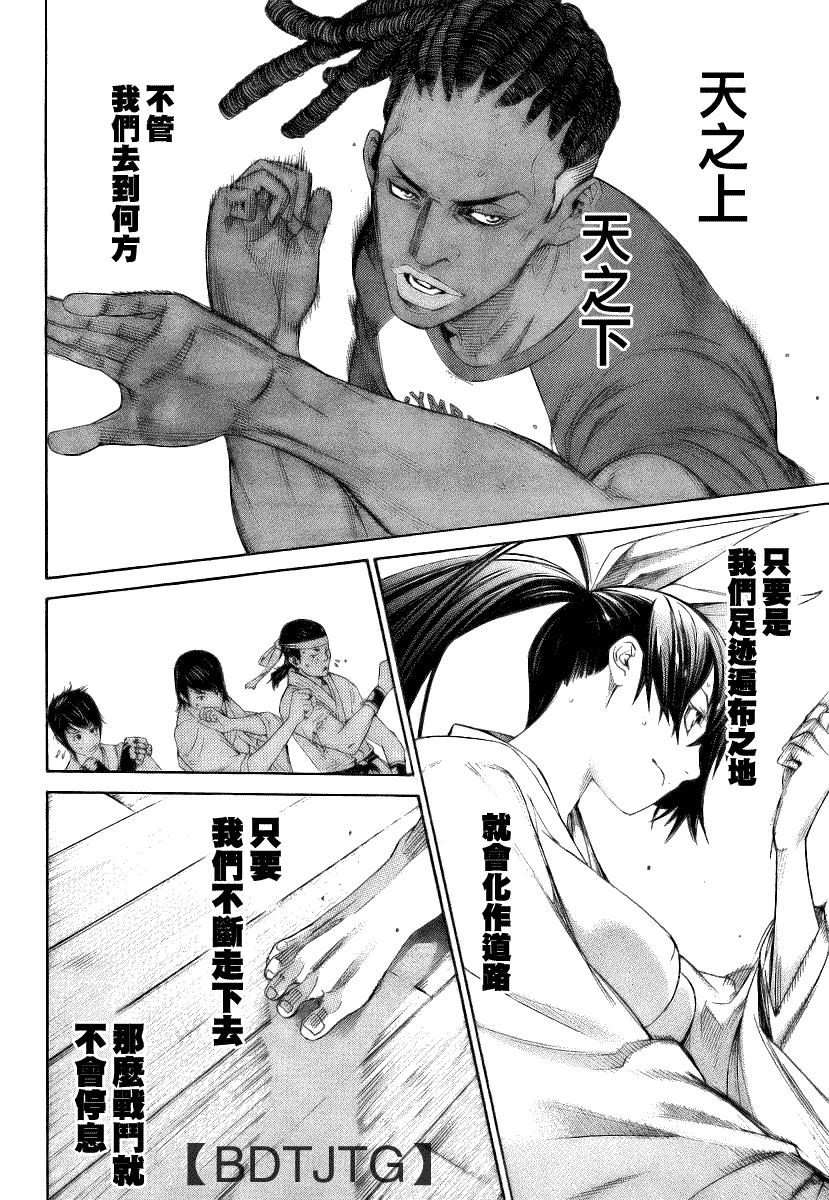 天之上
天之下
不管
我們去到何方
YMP
只要是
我們足迹遍布之地
就會化作道路
只要
我們不斷走下去
那麼戰鬥就
不會停息
【BDTJTG】